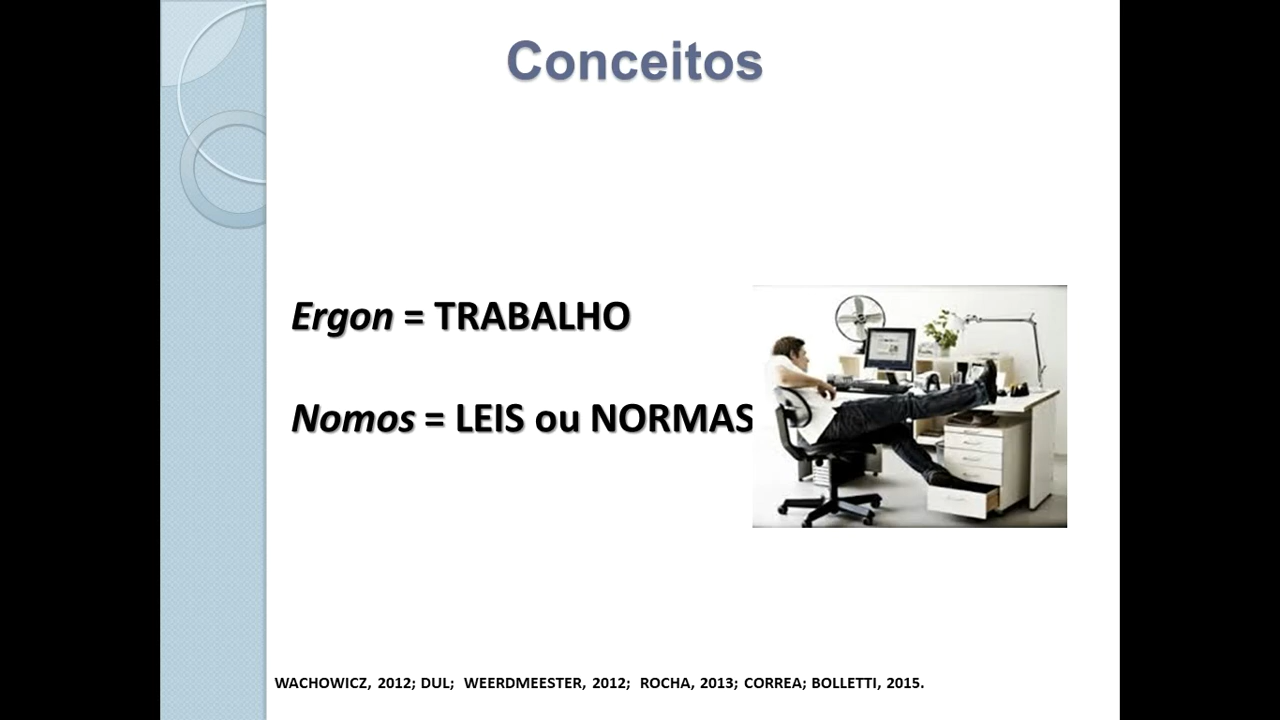 Conceitos
Ergon = TRABALHO
Nomos = LEIS ou NORMAS
WACHOWICZ, 2012; DUL; WEERDMEESTER, 2012; ROCHA, 2013; CORREA; BOLLETTI, 2015.